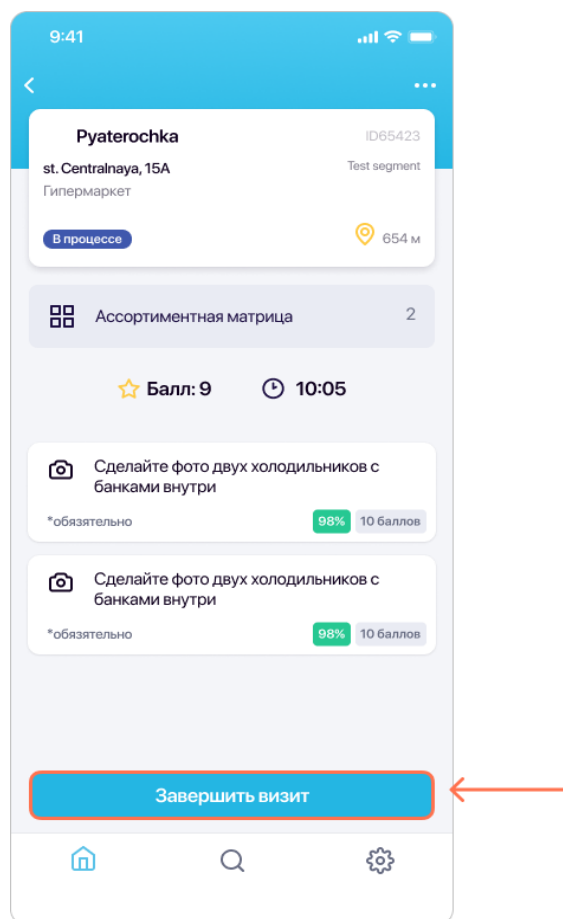 9:41
Pyaterochka
ID65423
st. Centralnaya, 15A
Test segment
Гипермаркет
В процессе
654 м
Ассортиментная матрица
2
Балл: 9
10:05
Сделайте фото двух холодильников с
банками внутри
*обязятельно
98%
10 баллов
Сделайте фото двух холодильников с
банками внутри
*обязятельно
98%
10 баллов
Завершить визит